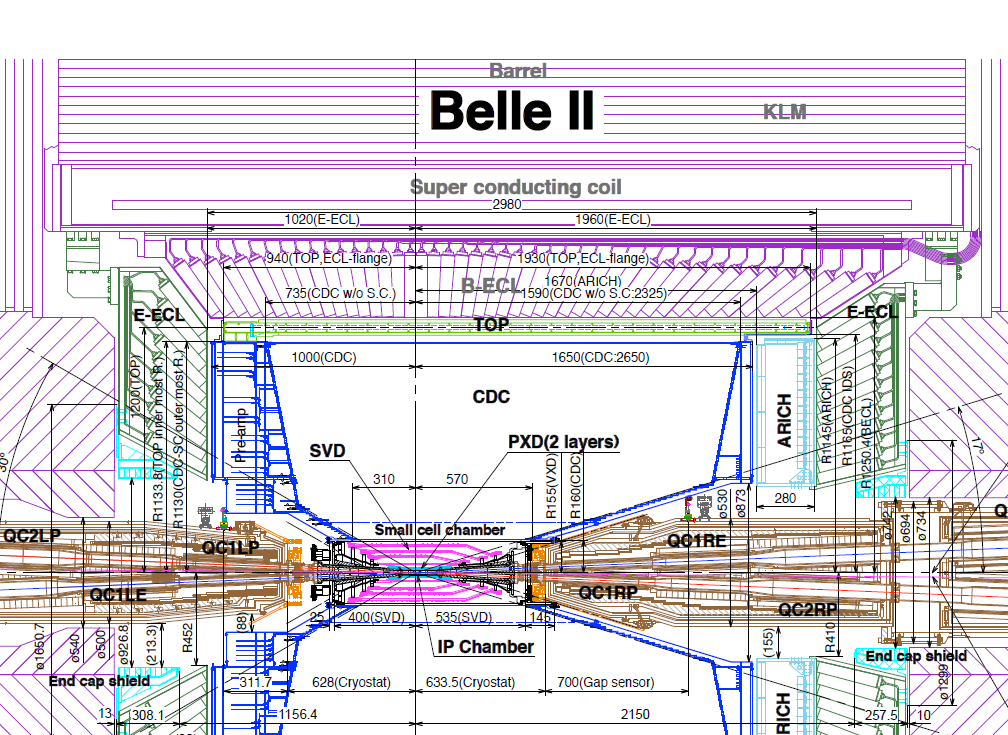 Barrel
Belle II
KLM
Super conducting coil
2980
1020(E-ECL)
1960(E-ECL)
940(TOP,ECL-flange)
1930(TOP,ECL-flange)
B-ECL
1670(ARICH)
735(CDC w/o S.C.)
1590(CDC w/o S.C:2325)
E-ECL
E-ECL
TOP
1000(CDC)
1650(CDC:2650)
CDC
1200(TOP)
R1133.8(TOP inner most R.)
R1130(CDC-S.C outer most R.)
Pre-amp
ARICH
R1145(ARICH)
R1165(CDC IDS)
R1250.4(BECL)
30°
17°
SVD
PXD(2 layers)
310
570
R155(VXD)
R160(CDC)
ø530
ø873
280
Small cell chamber
ø742
ø694
ø734
QC2LP
QC1LP
QC1RE
QC1LE
QC1RP
QC2RP
400(SVD)
535(SVD)
145
IP Chamber
ø1650.7
ø540
ø500
ø926.8
(213.3)
R452
(88)
(155)
R410
End cap shield
End cap shield
311.7
628(Cryostat)
633.5(Cryostat)
700(Gap sensor)
13
308.1
1156.4
2150
257.5
10